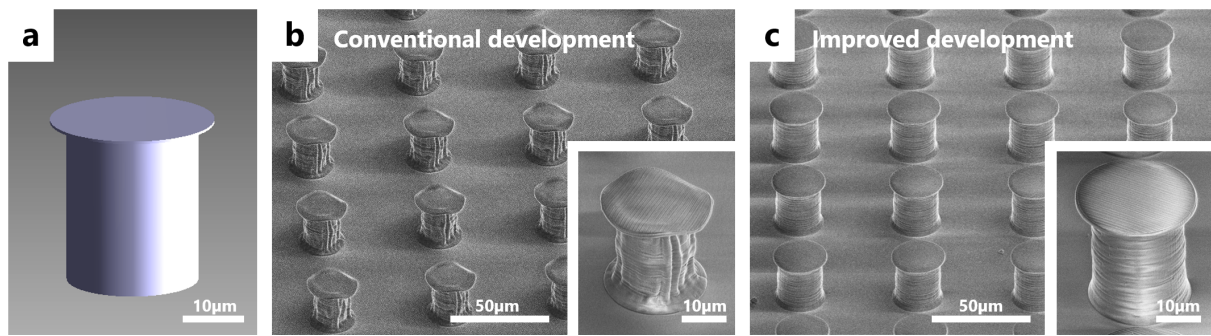 a
10μm
b Conventional development
50μm
10μm
c Improved development
50μm
10μm